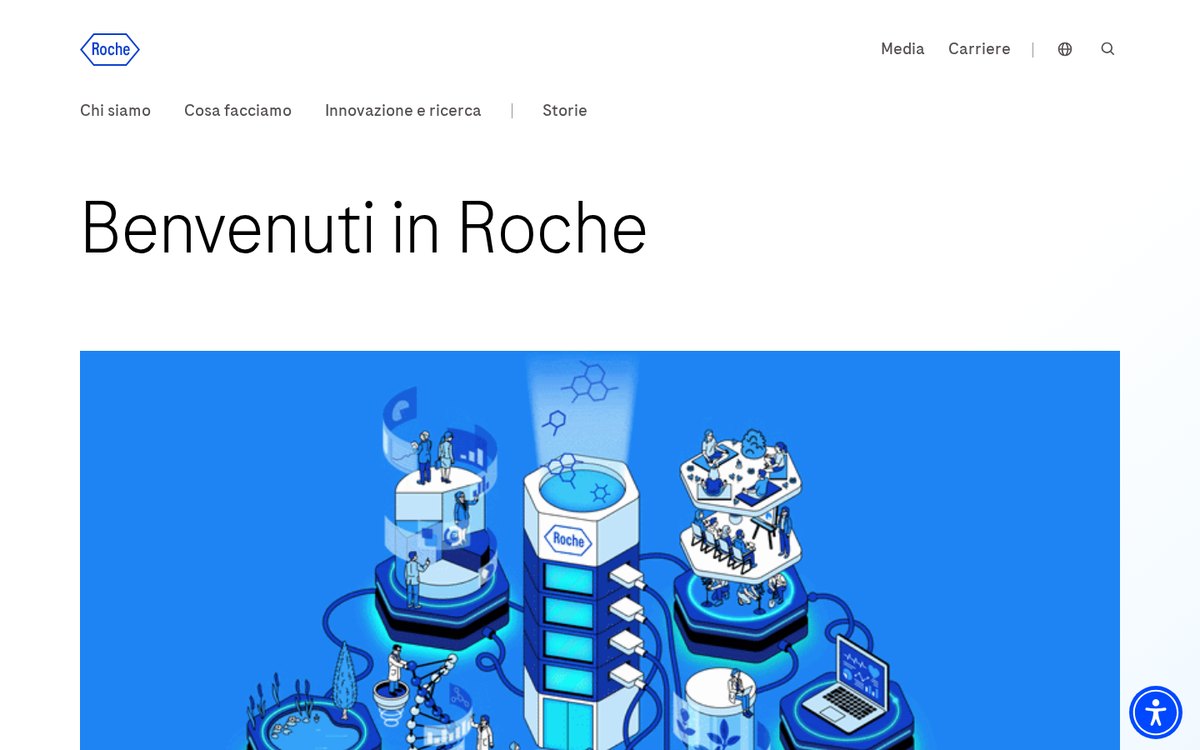 Roche
Media Carriere |
Chi siamo Cosa facciamo Innovazione e ricerca | Storie
Benvenuti in Roche
Roche